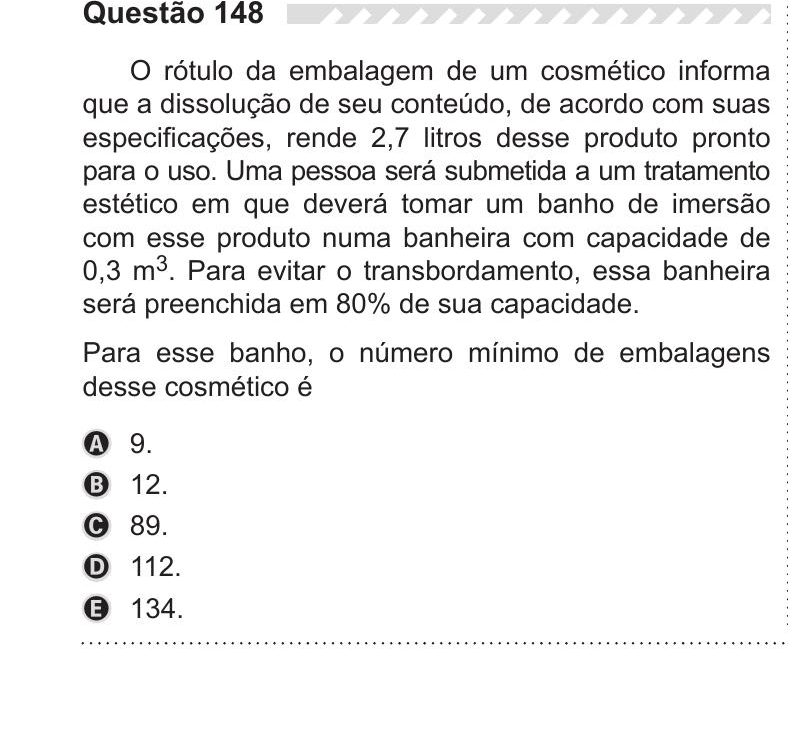 Questão 148
O rótulo da embalagem de um cosmético informa
que a dissolução de seu conteúdo, de acordo com suas
especificações, rende 2,7 litros desse produto pronto
para o uso. Uma pessoa será submetida a um tratamento
estético em que deverá tomar um banho de imersão
com esse produto numa banheira com capacidade de
0,3 m³. Para evitar o transbordamento, essa banheira
será preenchida em 80% de sua capacidade.
Para esse banho, o número mínimo de embalagens
desse cosmético é
A 9.
B 12.
C 89.
D 112.
E 134.